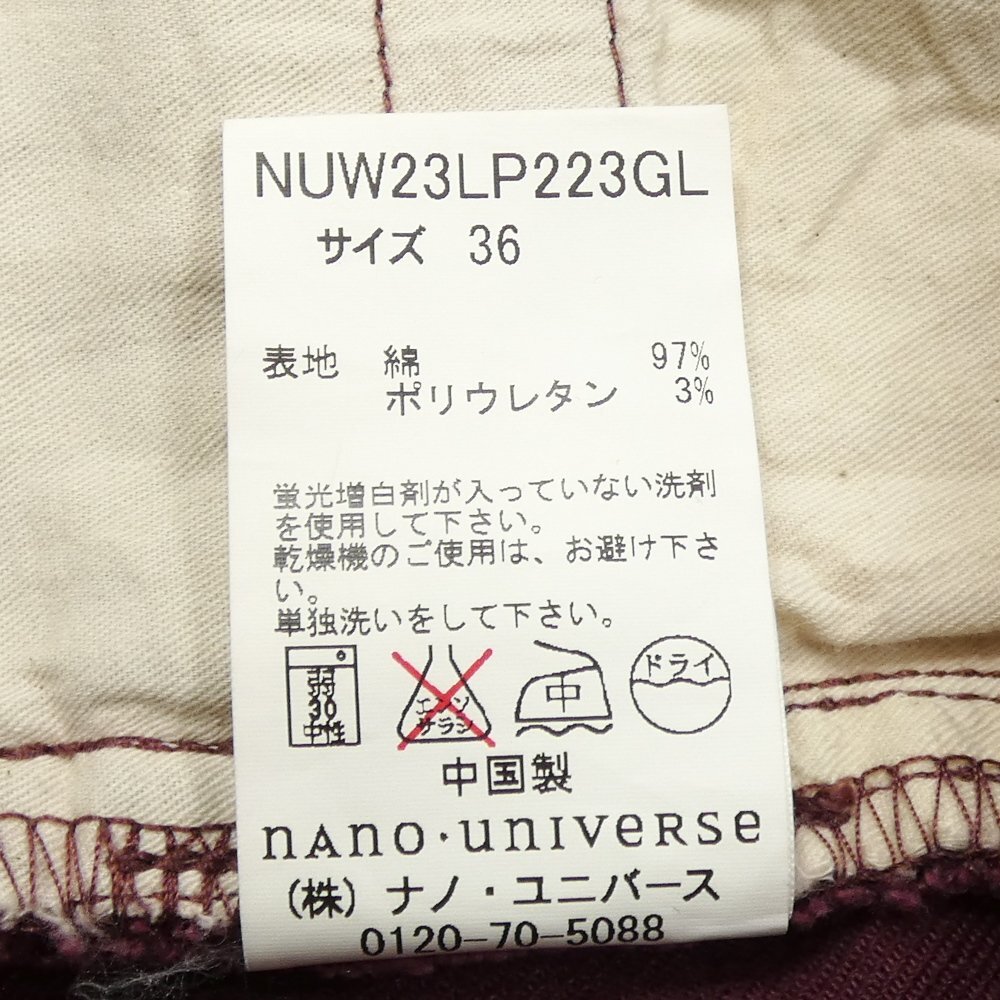 NUW23LP223GL
サイズ 36
表地 綿 97%
ポリウレタン 3%
蛍光増白剤が入っていない洗剤
を使用して下さい。
乾燥機のご使用は、お避け下さ
い。
単独洗いをして下さい。
弱
30
中性
エンソ
サラシ
中
ドライ
中国製
nAno・universe
(株)ナノ・ユニバース
0120-70-5088